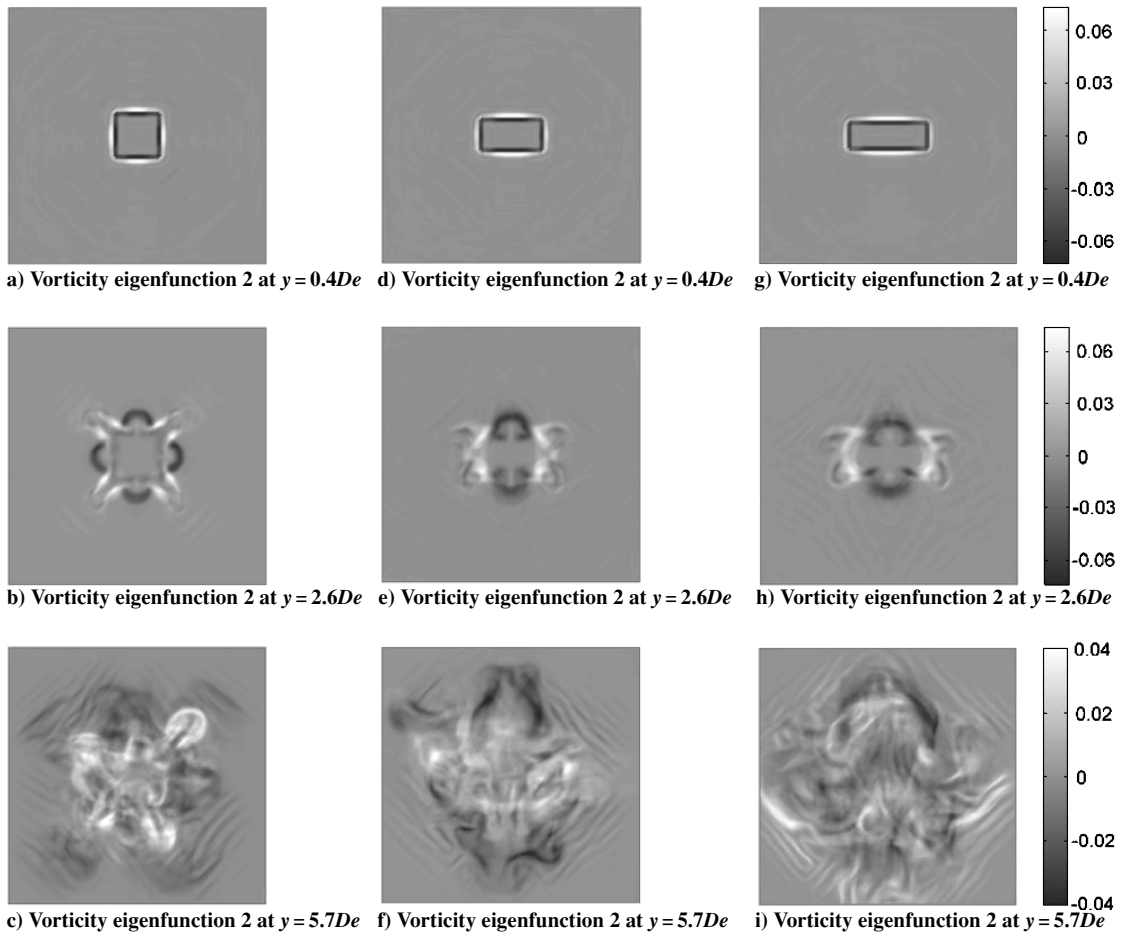 0.06
0.03
0
-0.03
-0.06
a) Vorticity eigenfunction 2 at y = 0.4De
d) Vorticity eigenfunction 2 at y = 0.4De
g) Vorticity eigenfunction 2 at y = 0.4De
0.06
0.03
0
-0.03
-0.06
b) Vorticity eigenfunction 2 at y = 2.6De
e) Vorticity eigenfunction 2 at y = 2.6De
h) Vorticity eigenfunction 2 at y = 2.6De
0.04
0.02
0
-0.02
-0.04
c) Vorticity eigenfunction 2 at y = 5.7De
f) Vorticity eigenfunction 2 at y = 5.7De
i) Vorticity eigenfunction 2 at y = 5.7De